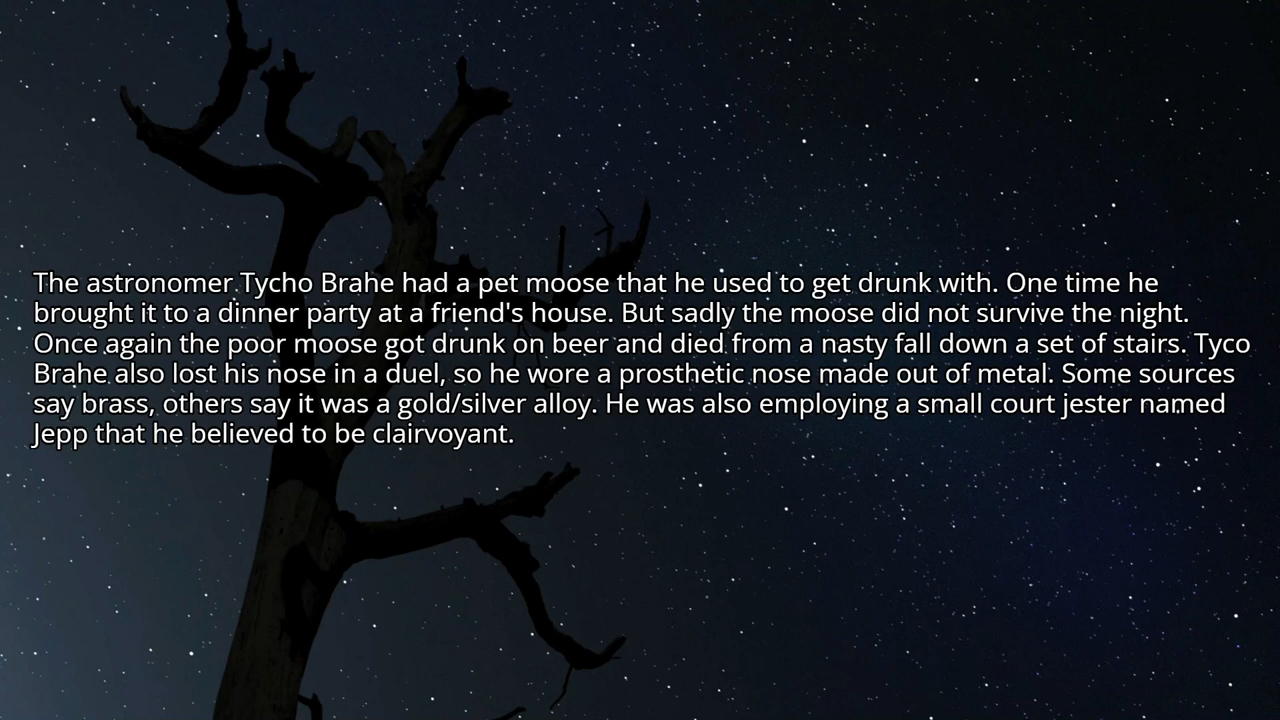 The astronomer Tycho Brahe had a pet moose that he used to get drunk with. One time he
brought it to a dinner party at a friend's house. But sadly the moose did not survive the night.
Once again the poor moose got drunk on beer and died from a nasty fall down a set of stairs. Tyco
Brahe also lost his nose in a duel, so he wore a prosthetic nose made out of metal. Some sources
say brass, others say it was a gold/silver alloy. He was also employing a small court jester named
Jepp that he believed to be clairvoyant.